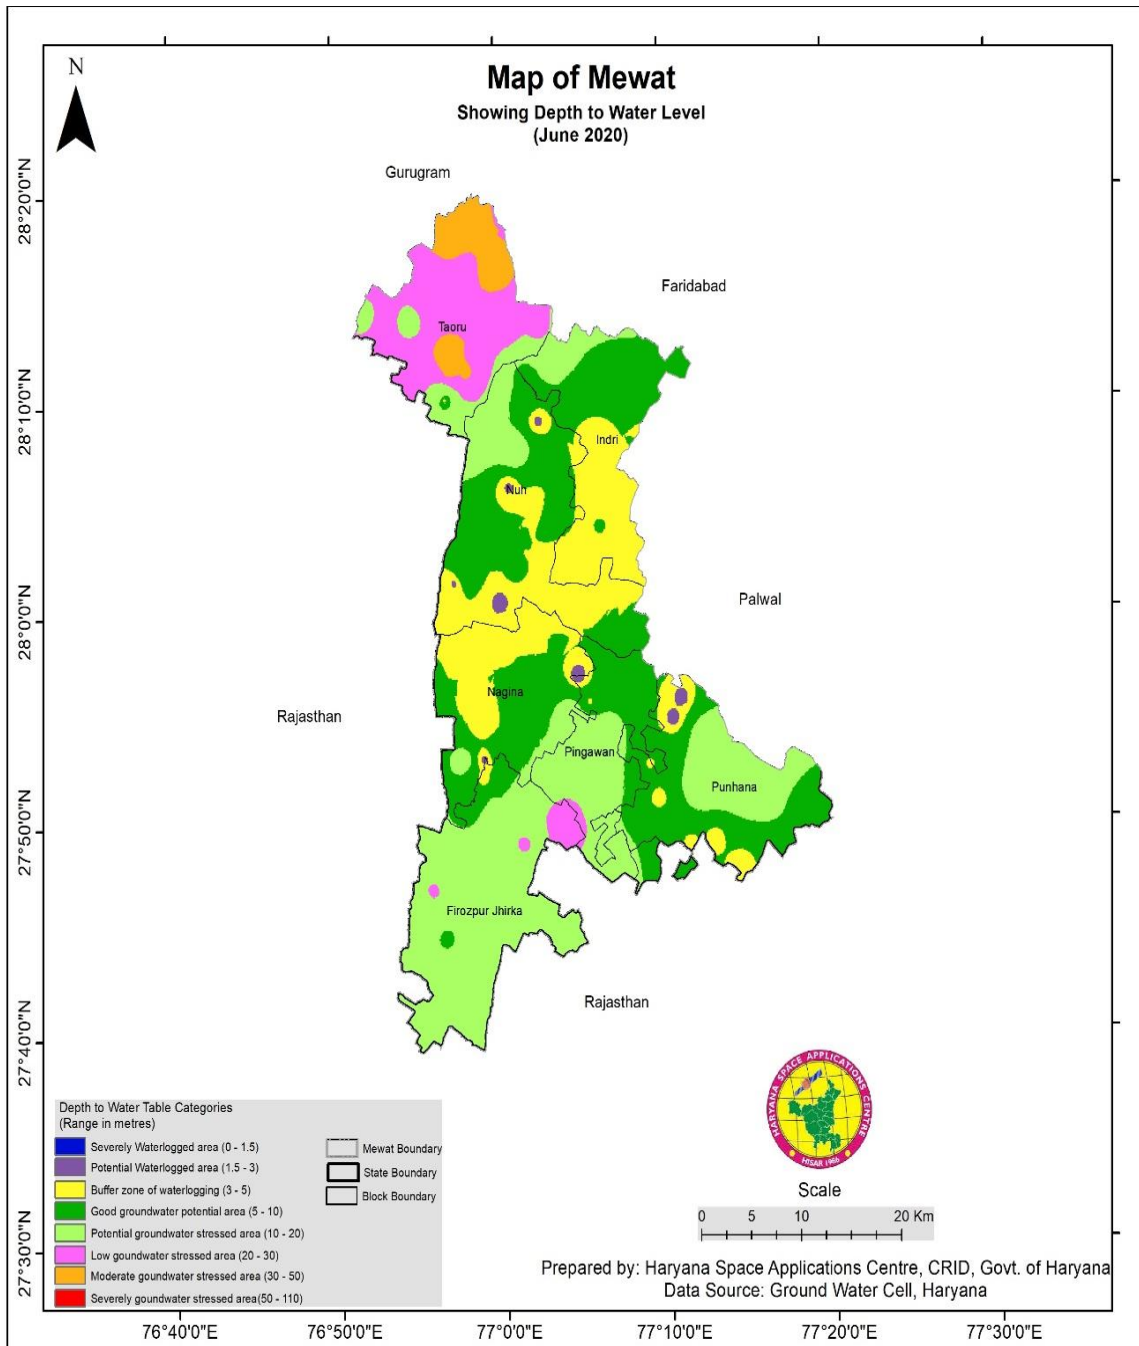 Map of Mewat
Showing Depth to Water Level
(June 2020)
N
Gurugram
Faridabad
Taoru
Indri
Nuh
Palwal
Nagina
Rajasthan
Pingawan
Punhana
Firozpur Jhirka
Rajasthan
28°20'0"N
28°10'0"N
28°0'0"N
27°50'0"N
27°40'0"N
27°30'0"N
HARYANA SPACE APPLICATIONS CENTRE
HISAR 1986
Scale
0 5 10 20 Km
Depth to Water Table Categories
(Range in metres)
Severely Waterlogged area (0 - 1.5)
Potential Waterlogged area (1.5 - 3)
Buffer zone of waterlogging (3 - 5)
Good groundwater potential area (5 - 10)
Potential groundwater stressed area (10 - 20)
Low goundwater stressed area (20 - 30)
Moderate goundwater stressed area (30 - 50)
Severely goundwater stressed area(50 - 110)
Mewat Boundary
State Boundary
Block Boundary
Prepared by: Haryana Space Applications Centre, CRID, Govt. of Haryana
Data Source: Ground Water Cell, Haryana
76°40'0"E 76°50'0"E 77°0'0"E 77°10'0"E 77°20'0"E 77°30'0"E